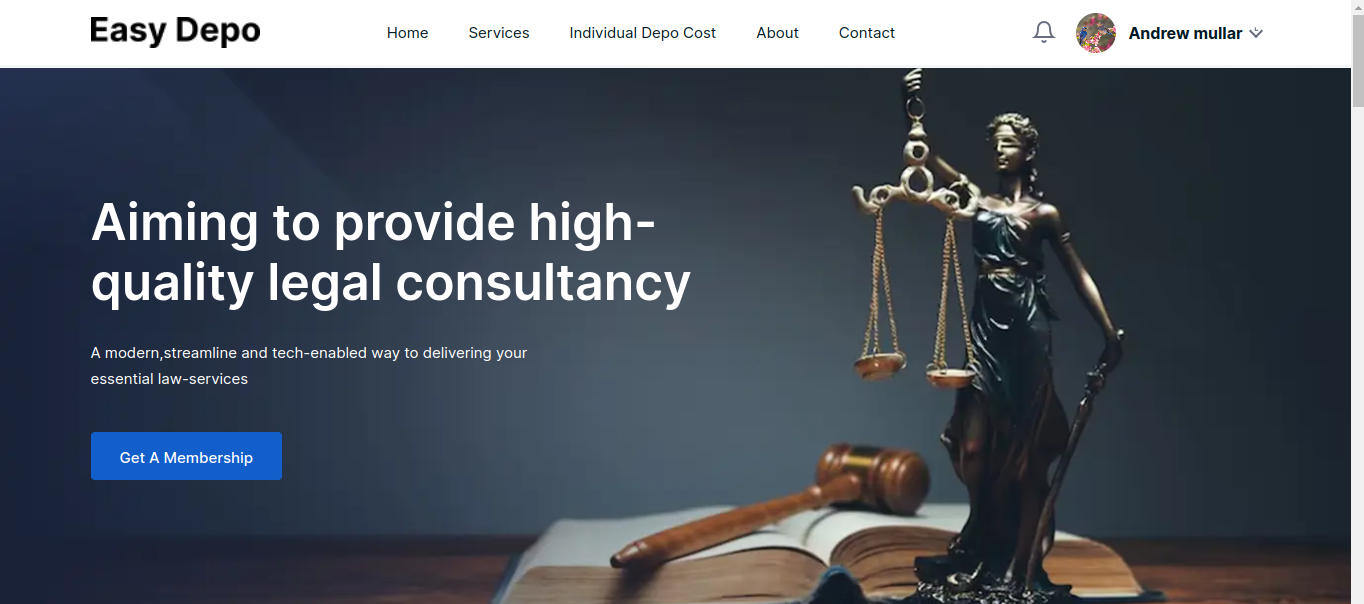 Easy Depo
Home
Services
Individual Depo Cost
About
Contact
Andrew mullar
Aiming to provide high-
quality legal consultancy
A modern,streamline and tech-enabled way to delivering your
essential law-services
Get A Membership